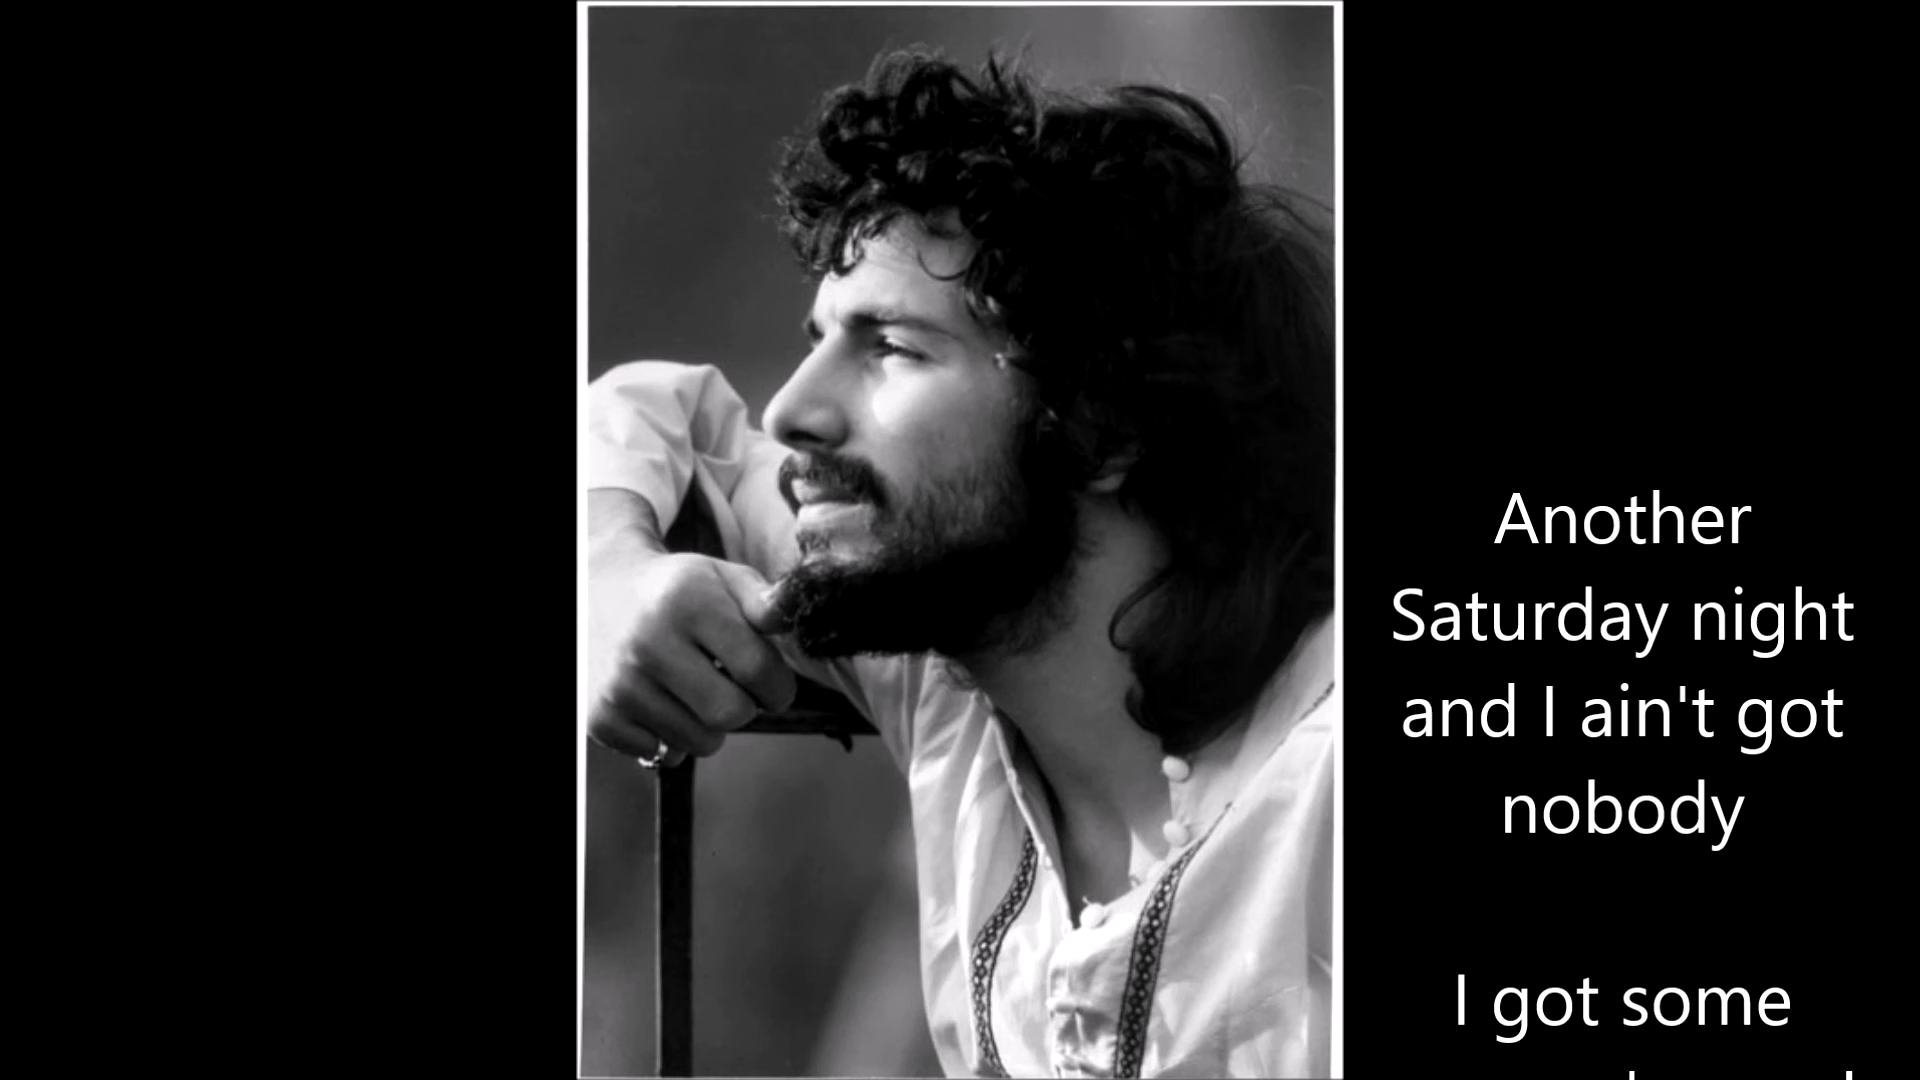 Another
Saturday night
and I ain't got
nobody
I got some